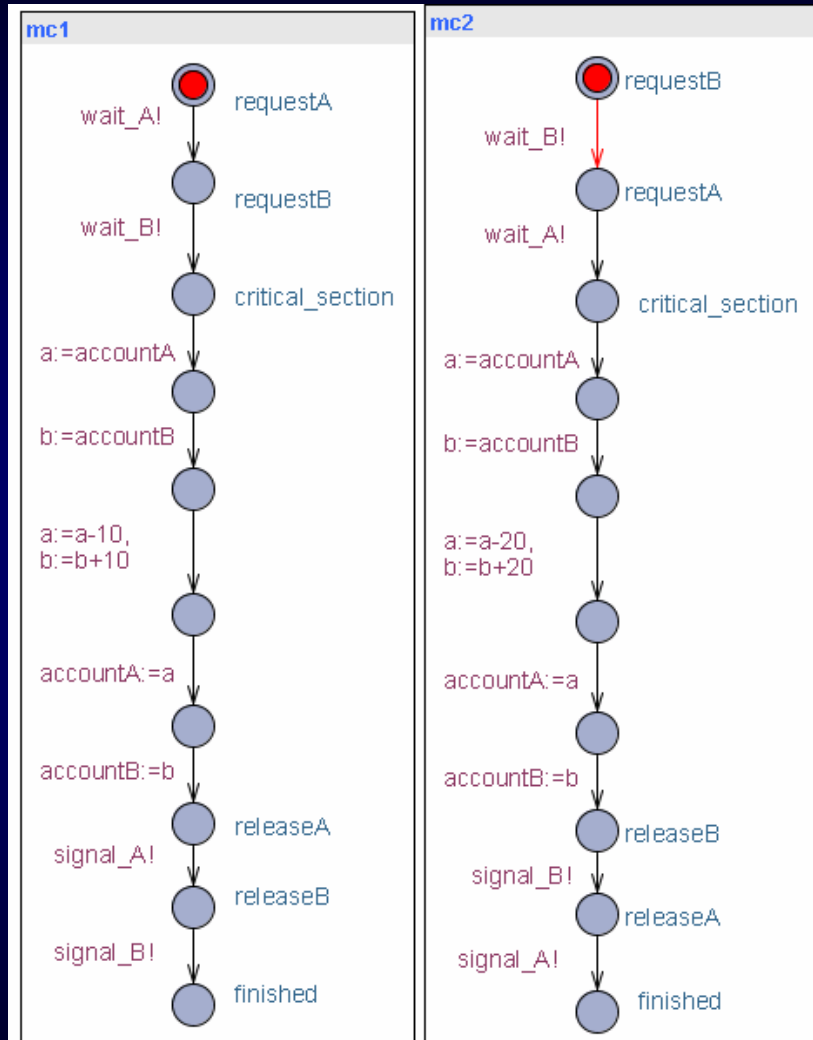 mc1
requestA
wait_A!
requestB
wait_B!
critical_section
a:=accountA
b:=accountB
a:=a-10,
b:=b+10
accountA:=a
accountB:=b
releaseA
signal_A!
releaseB
signal_B!
finished
mc2
requestB
wait_B!
requestA
wait_A!
critical_section
a:=accountA
b:=accountB
a:=a-20,
b:=b+20
accountA:=a
accountB:=b
releaseB
signal_B!
releaseA
signal_A!
finished